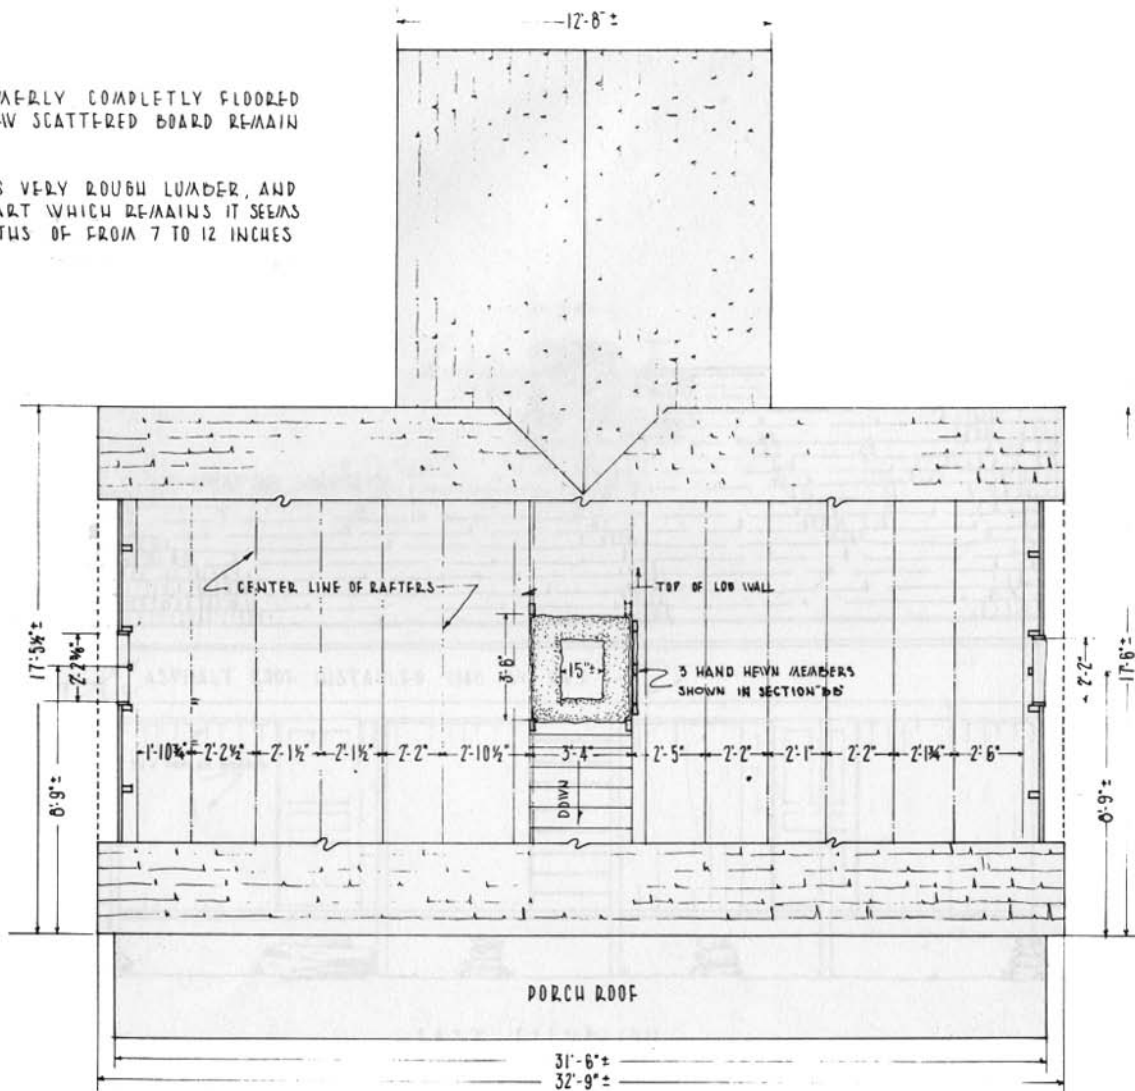 12'-8"±
COMPLETLY FLOORED
SCATTERED BOARD REMAIN
VERY ROUGH LUMBER, AND
WHICH REMAINS IT SEEMS
OF FROM 7 TO 12 INCHES
CENTER LINE OF RAFTERS
TOP OF LOG WALL
17'-5½"±
2'-2⅝"±
3'-6"
15"±
3 HAND HEWN MEMBERS
SHOWN IN SECTION "BB"
2'-2"
17'-6"±
1'-10¾" 2'-2½" 2'-1½" 2'-1½" 2'-2" 2'-10½" 3'-4" 2'-5" 2'-2" 2'-1" 2'-2" 2'-1¾" 2'-6"
8'-9"±
DOWN
8'-9"±
PORCH ROOF
31'-6"±
32'-9"±